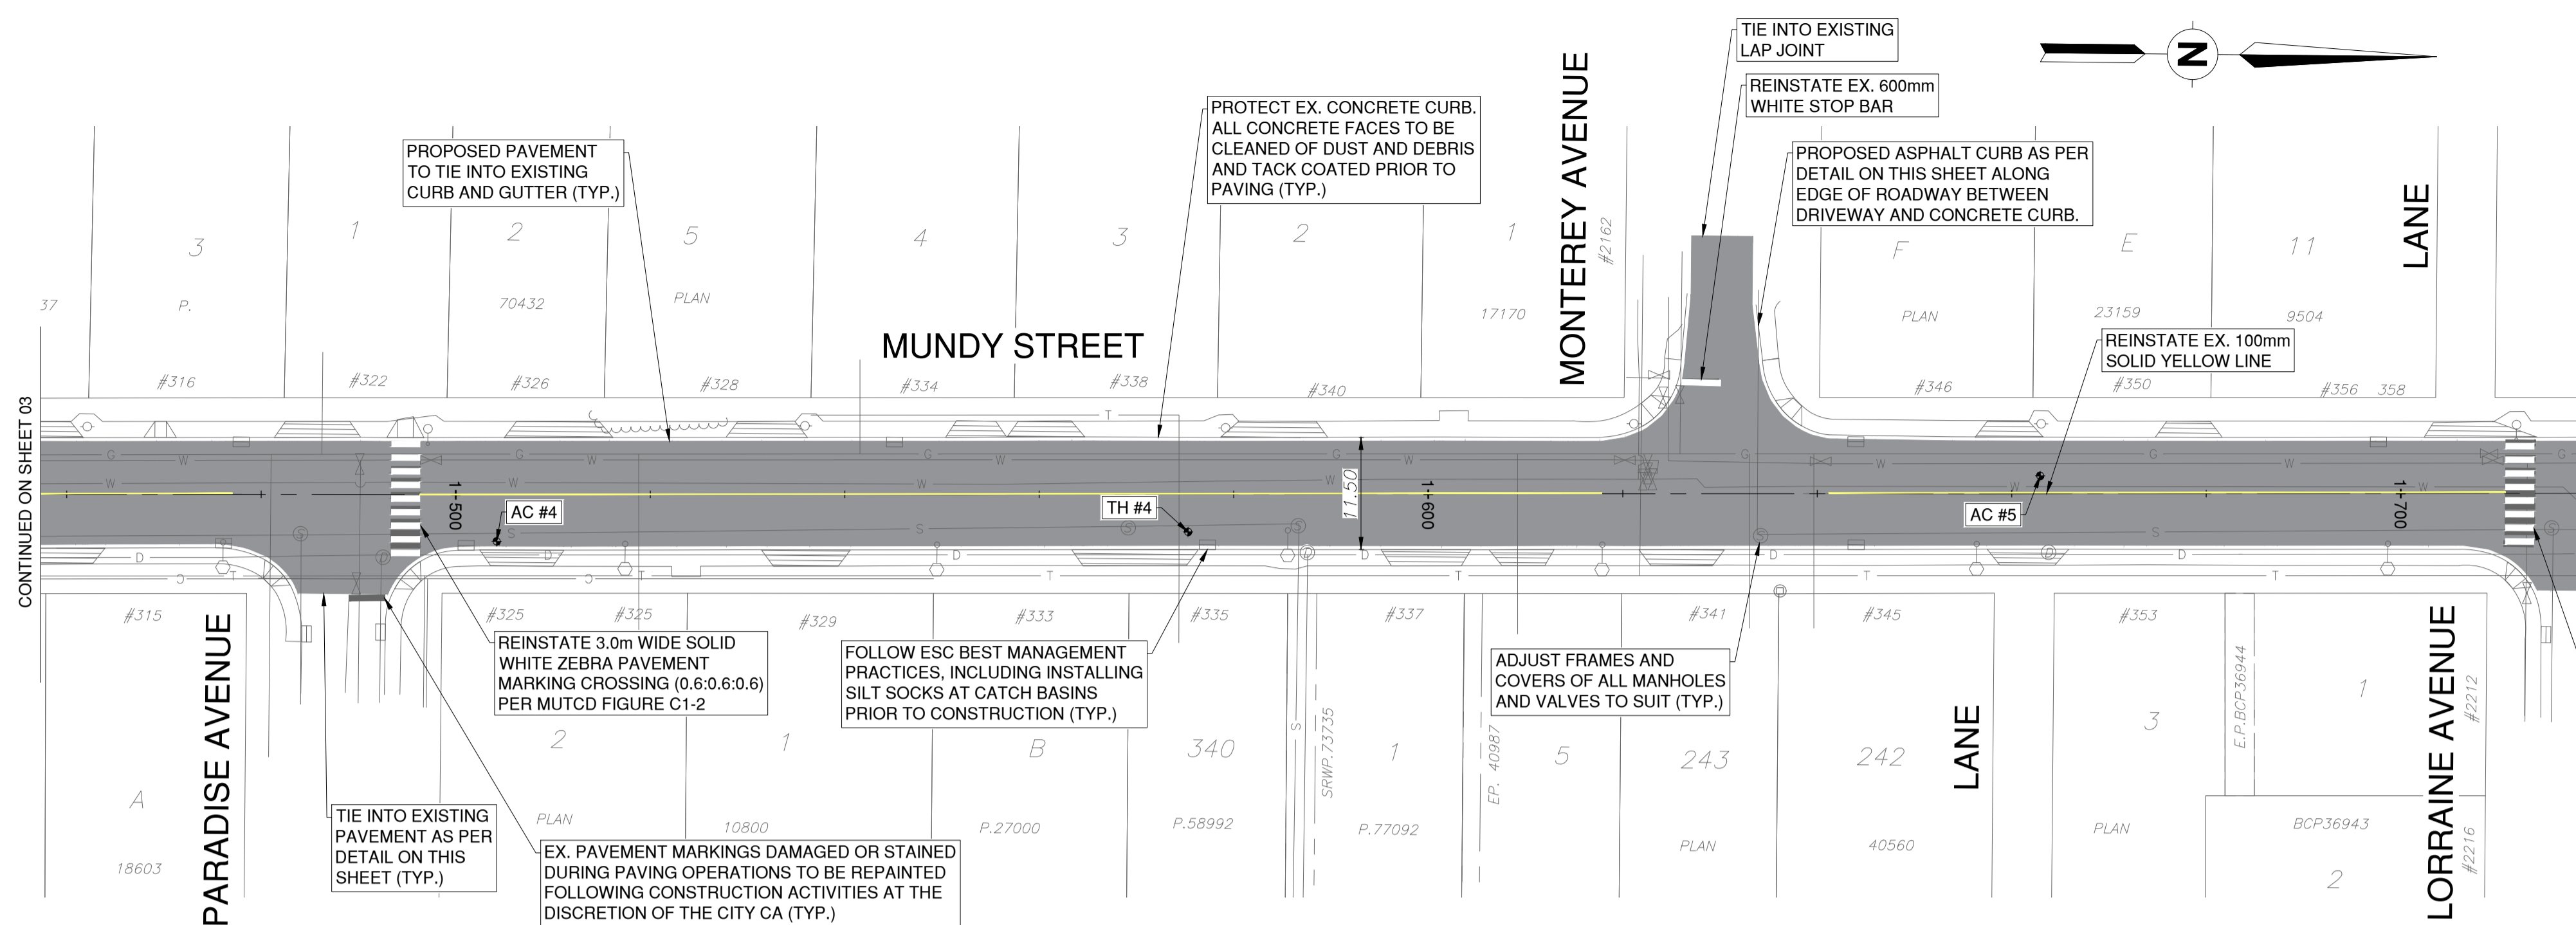 TIE INTO EXISTING
LAP JOINT
REINSTATE EX. 600mm
WHITE STOP BAR
N
PROPOSED PAVEMENT
TO TIE INTO EXISTING
CURB AND GUTTER (TYP.)
PROTECT EX. CONCRETE CURB.
ALL CONCRETE FACES TO BE
CLEANED OF DUST AND DEBRIS
AND TACK COATED PRIOR TO
PAVING (TYP.)
MONTEREY AVENUE
#2162
PROPOSED ASPHALT CURB AS PER
DETAIL ON THIS SHEET ALONG
EDGE OF ROADWAY BETWEEN
DRIVEWAY AND CONCRETE CURB.
LANE
3
1
2
5
4
3
2
1
F
E
11
37
P.
70432
PLAN
17170
PLAN
23159
9504
MUNDY STREET
REINSTATE EX. 100mm
SOLID YELLOW LINE
#316
#322
#326
#328
#334
#338
#340
#346
#350
#356
358
CONTINUED ON SHEET 03
T
G
W
G
W
G
W
G
W
G
W
G
W
G
W
G
W
W
W
W
W
W
1+500
AC #4
TH #4
11.50
1+600
AC #5
1+700
S
S
S
S
S
S
S
S
S
D
D
D
D
D
D
D
D
D
D
C
T
C
T
T
T
T
#315
#325
#325
#329
#333
#335
#337
#341
#345
#353
PARADISE AVENUE
REINSTATE 3.0m WIDE SOLID
WHITE ZEBRA PAVEMENT
MARKING CROSSING (0.6:0.6:0.6)
PER MUTCD FIGURE C1-2
FOLLOW ESC BEST MANAGEMENT
PRACTICES, INCLUDING INSTALLING
SILT SOCKS AT CATCH BASINS
PRIOR TO CONSTRUCTION (TYP.)
ADJUST FRAMES AND
COVERS OF ALL MANHOLES
AND VALVES TO SUIT (TYP.)
S
SRWP.73735
EP. 40987
LANE
E.P.BCP36944
LORRAINE AVENUE
#2212
#2216
A
2
1
B
340
1
5
243
242
3
1
18603
PLAN
10800
P.27000
P.58992
P.77092
PLAN
40560
PLAN
BCP36943
2
TIE INTO EXISTING
PAVEMENT AS PER
DETAIL ON THIS
SHEET (TYP.)
EX. PAVEMENT MARKINGS DAMAGED OR STAINED
DURING PAVING OPERATIONS TO BE REPAINTED
FOLLOWING CONSTRUCTION ACTIVITIES AT THE
DISCRETION OF THE CITY CA (TYP.)